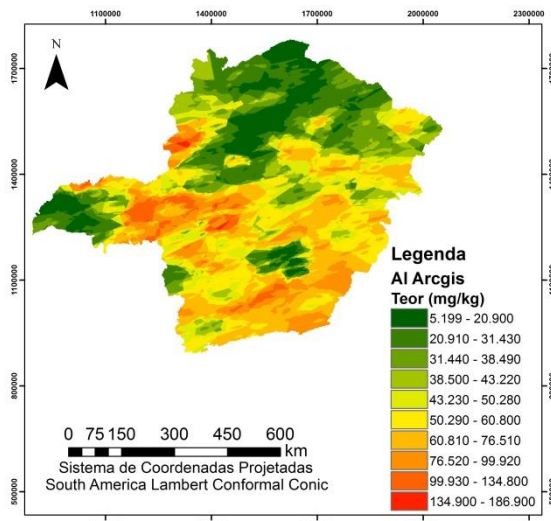 1100000 1400000 1700000 2000000 2300000
N
1700000
1400000
1100000
800000
500000
Legenda
Al Arcgis
Teor (mg/kg)
5.199 - 20.900
20.910 - 31.430
31.440 - 38.490
38.500 - 43.220
43.230 - 50.280
50.290 - 60.800
60.810 - 76.510
76.520 - 99.920
99.930 - 134.800
134.900 - 186.900
0 75 150 300 450 600
km
Sistema de Coordenadas Projetadas
South America Lambert Conformal Conic